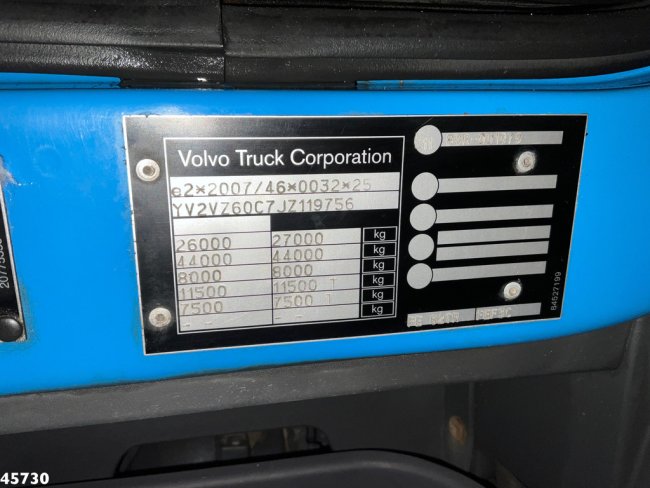 Volvo Truck Corporation
e2*2007/46*0032*25
YV2VZ60C7JZ119756
26000 27000 kg
44000 44000 kg
8000 8000 kg
11500 11500 T kg
7500 7500 T kg
- - - - kg
84527199
45730